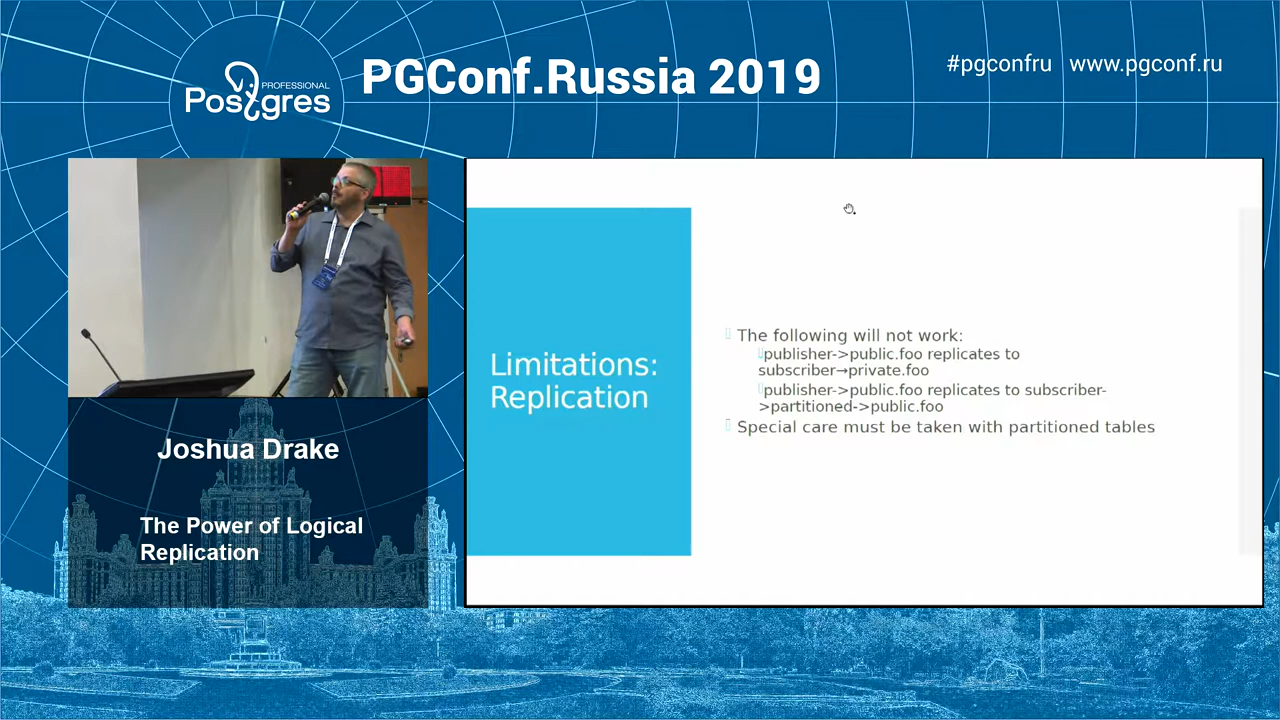 PROFESSIONAL
Postgres
PGConf.Russia 2019
#pgconfru www.pgconf.ru
Joshua Drake
The Power of Logical
Replication
Limitations:
Replication
The following will not work:
publisher->public.foo replicates to
subscriber→private.foo
publisher->public.foo replicates to subscriber-
>partitioned->public.foo
Special care must be taken with partitioned tables